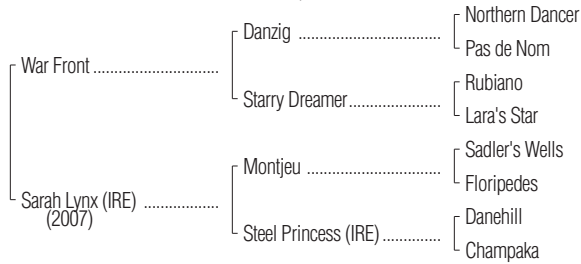 Northern Dancer
Danzig ...............................
Pas de Nom
War Front ............................
Rubiano
Starry Dreamer....................
Lara's Star
Sadler's Wells
Montjeu ..............................
Floripedes
Sarah Lynx (IRE) .................
(2007)
Danehill
Steel Princess (IRE).............
Champaka